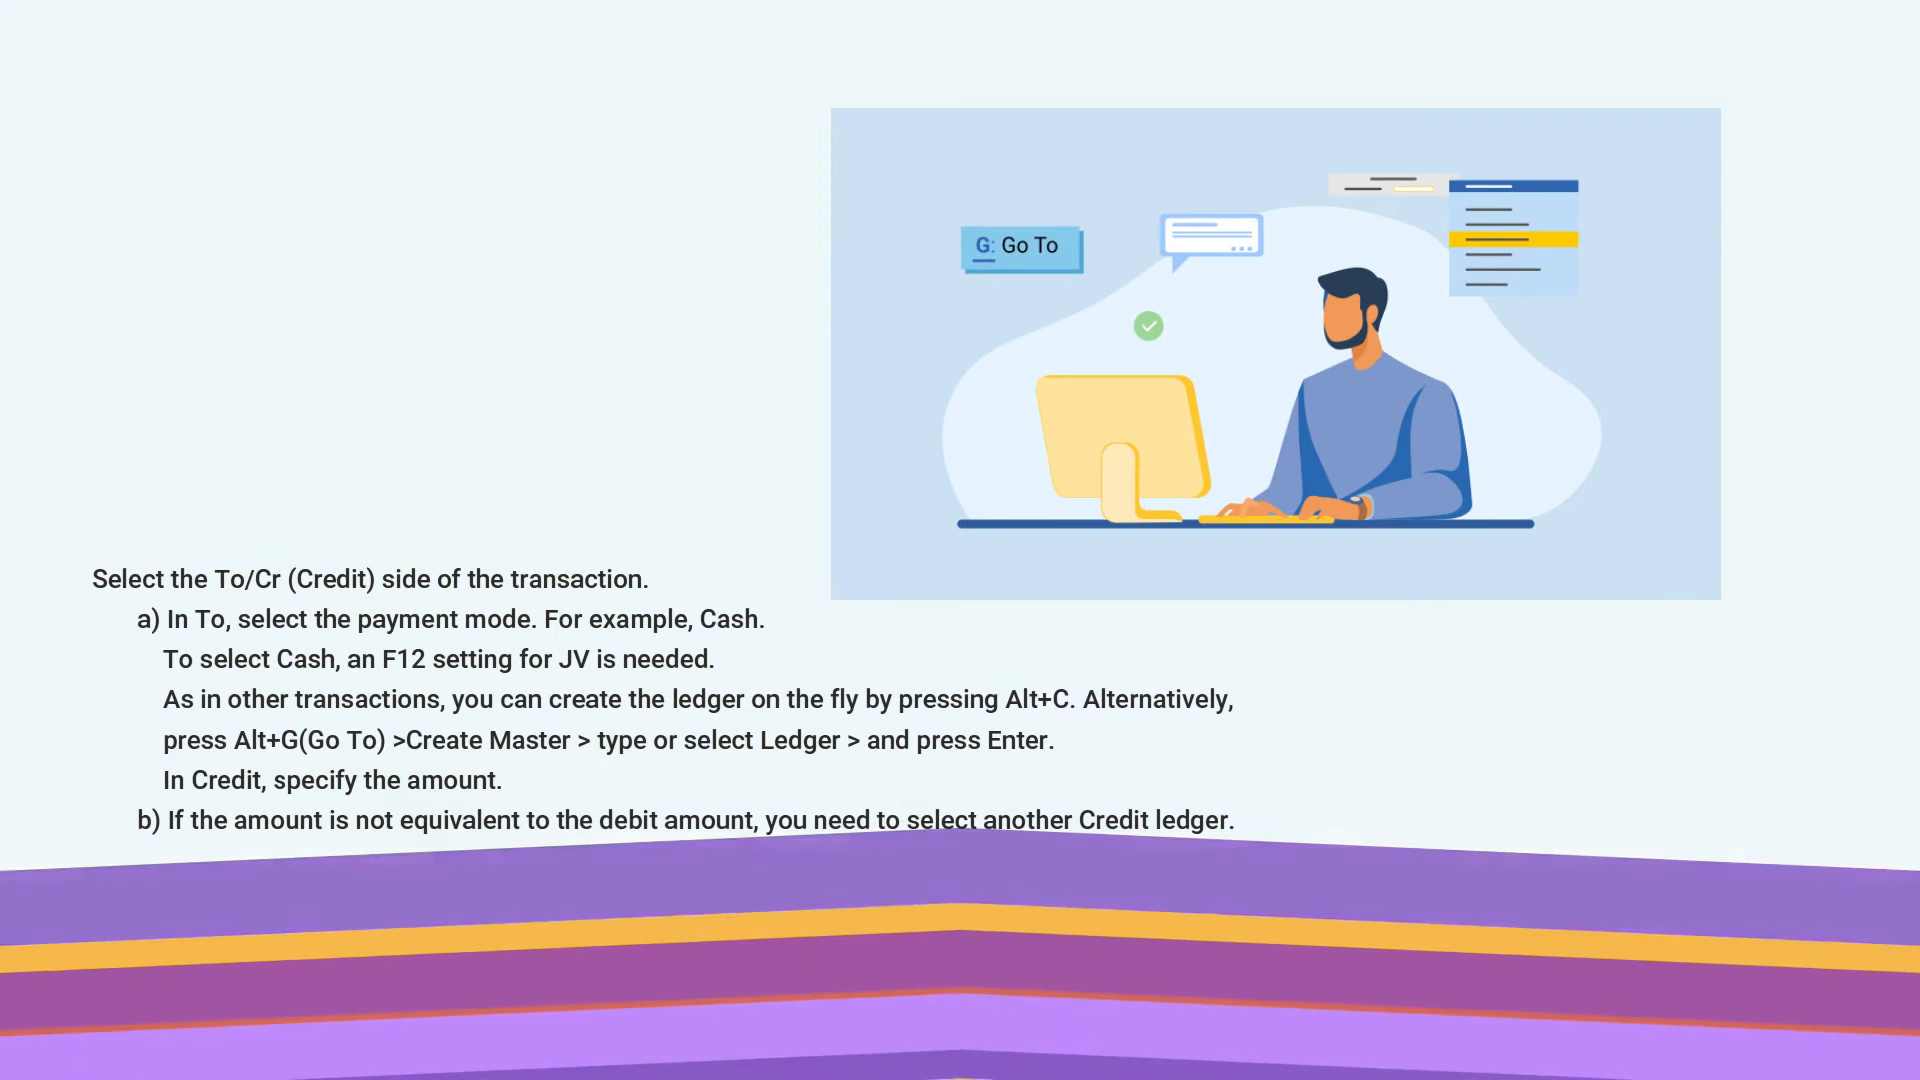 G: Go To
Select the To/Cr (Credit) side of the transaction.
a) In To, select the payment mode. For example, Cash.
To select Cash, an F12 setting for JV is needed.
As in other transactions, you can create the ledger on the fly by pressing Alt+C. Alternatively,
press Alt+G(Go To) >Create Master > type or select Ledger > and press Enter.
In Credit, specify the amount.
b) If the amount is not equivalent to the debit amount, you need to select another Credit ledger.